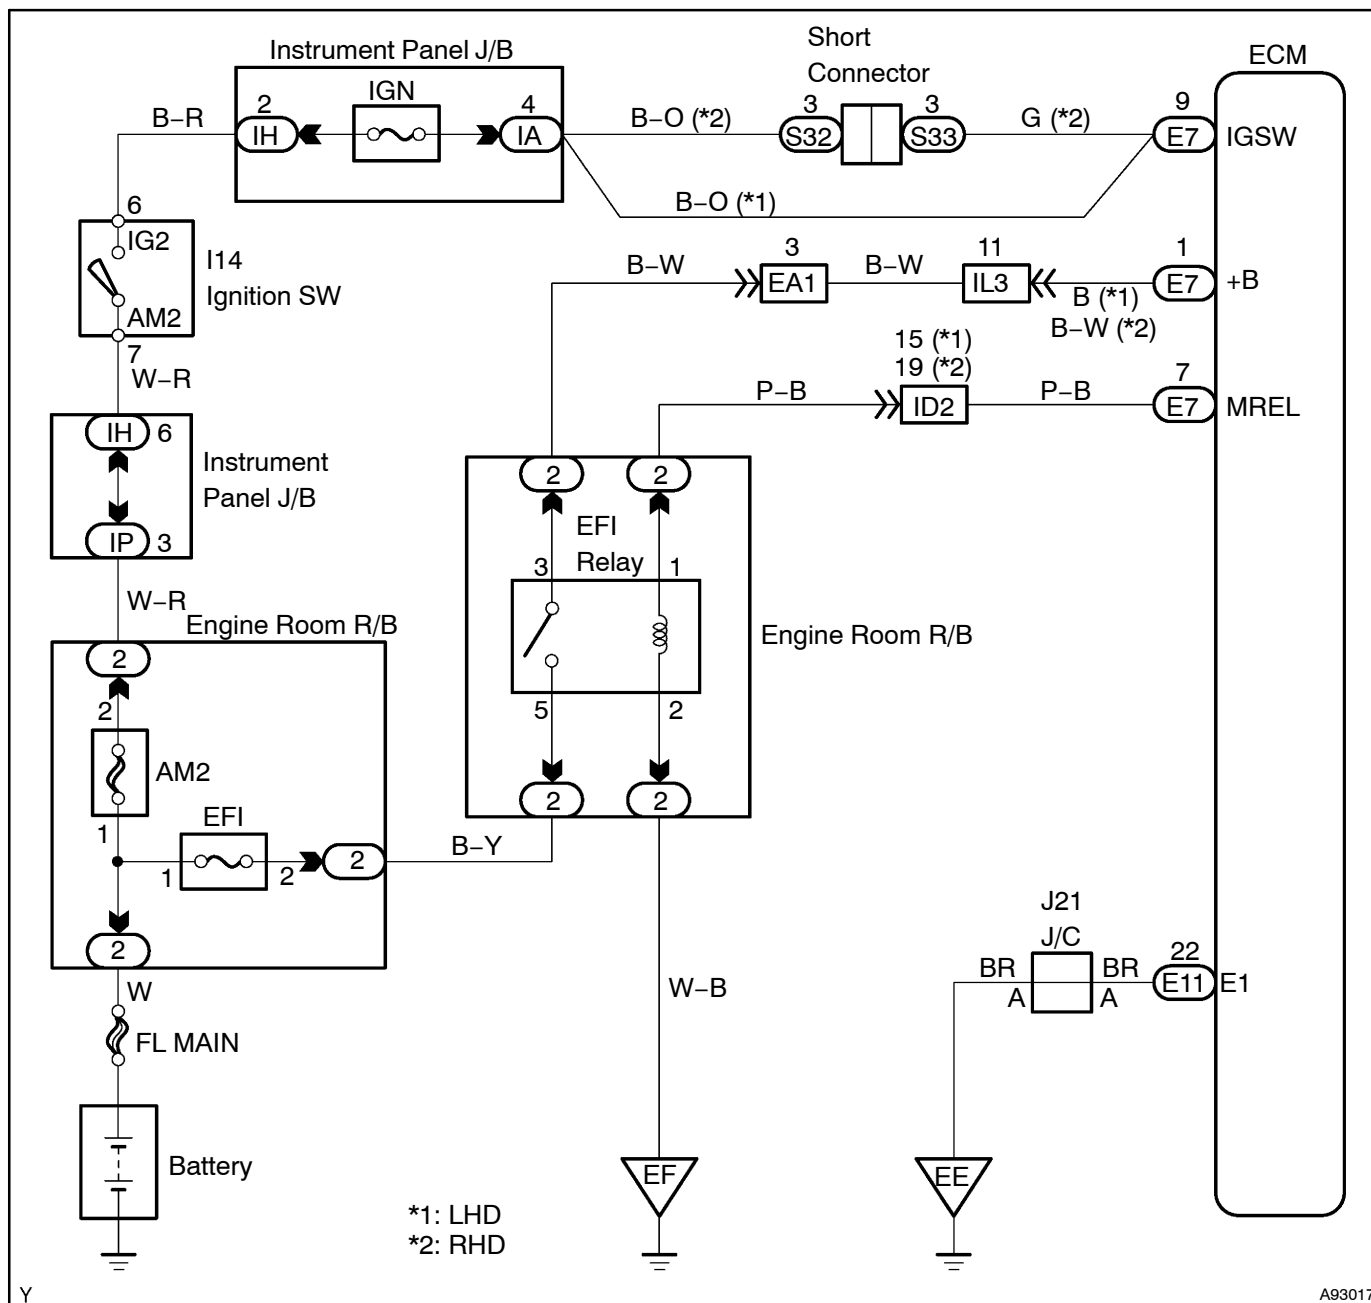 Short
Connector
ECM
Instrument Panel J/B
IGN
B–R
2
IH
4
IA
B–O (*2)
3
S32
3
S33
G (*2)
9
E7
IGSW
B–O (*1)
6
IG2
I14
Ignition SW
AM2
7
W–R
B–W
3
EA1
B–W
11
IL3
B (*1)
B–W (*2)
1
E7
+B
15 (*1)
19 (*2)
P–B
ID2
P–B
7
E7
MREL
IH
6
Instrument
Panel J/B
IP
3
W–R
2
2
EFI
Relay
3
1
5
2
2
2
Engine Room R/B
Engine Room R/B
2
2
AM2
1
EFI
1
2
2
B–Y
2
W
FL MAIN
Battery
W–B
J21
J/C
BR
A
BR
A
22
E11
E1
EF
EE
*1: LHD
*2: RHD
Y
A93017